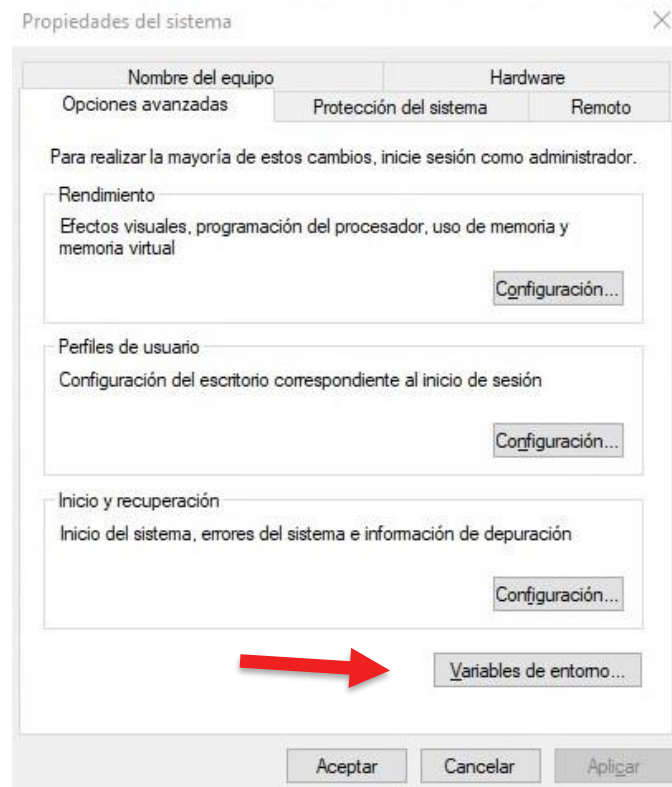 Propiedades del sistema
Nombre del equipo
Hardware
Opciones avanzadas
Protección del sistema
Remoto
Para realizar la mayoría de estos cambios, inicie sesión como administrador.
Rendimiento
Efectos visuales, programación del procesador, uso de memoria y
memoria virtual
Configuración...
Perfiles de usuario
Configuración del escritorio correspondiente al inicio de sesión
Configuración...
Inicio y recuperación
Inicio del sistema, errores del sistema e información de depuración
Configuración...
Variables de entorno...
Aceptar
Cancelar
Aplicar